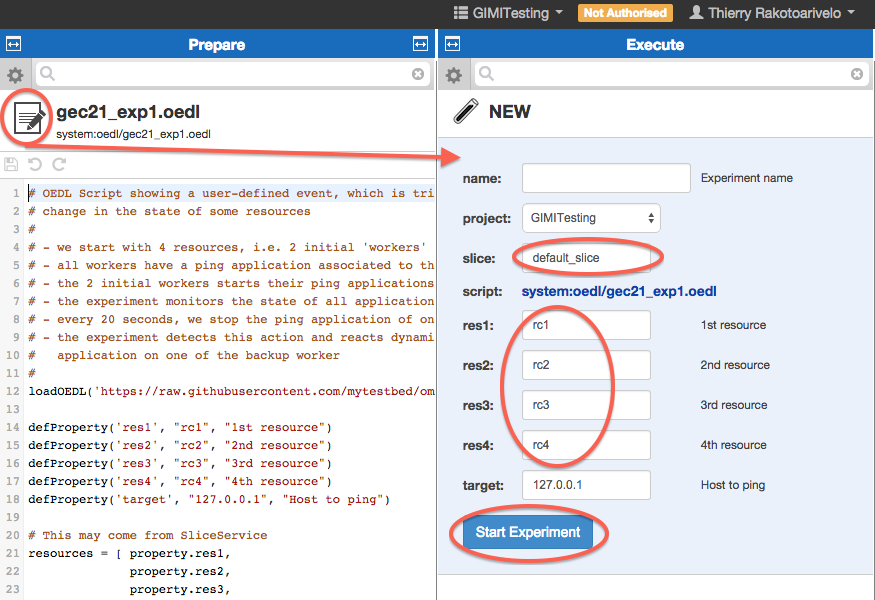 GIMITesting
Not Authorised
Thierry Rakotoarivelo
Prepare
gec21_exp1.oedl
system:oedl/gec21_exp1.oedl
1 # OEDL Script showing a user-defined event, which is tri
2 # change in the state of some resources
3 #
4 # - we start with 4 resources, i.e. 2 initial 'workers'
5 # - all workers have a ping application associated to th
6 # - the 2 initial workers starts their ping applications
7 # - the experiment monitors the state of all application
8 # - every 20 seconds, we stop the ping application of on
9 # - the experiment detects this action and reacts dynami
10 #   application on one of the backup worker
11 #
12 loadOEDL('https://raw.githubusercontent.com/mytestbed/om
13
14 defProperty('res1', "rc1", "1st resource")
15 defProperty('res2', "rc2", "2nd resource")
16 defProperty('res3', "rc3", "3rd resource")
17 defProperty('res4', "rc4", "4th resource")
18 defProperty('target', "127.0.0.1", "Host to ping")
19
20 # This may come from SliceService
21 resources = [ property.res1,
22               property.res2,
23               property.res3,
Execute
NEW
name: Experiment name
project: GIMITesting
slice: default_slice
script: system:oedl/gec21_exp1.oedl
res1: rc1 1st resource
res2: rc2 2nd resource
res3: rc3 3rd resource
res4: rc4 4th resource
target: 127.0.0.1 Host to ping
Start Experiment